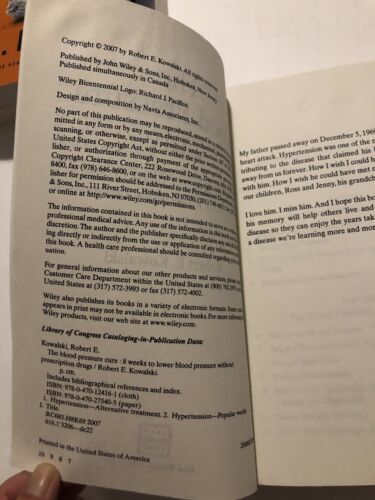 Copyright © 2007 by Robert E. Kowalski. All rights reserved
Published by John Wiley & Sons, Inc., Hoboken, New Jersey
Published simultaneously in Canada
Wiley Bicentennial Logo: Richard J. Pacifico
Design and composition by Navta Associates, Inc.
No part of this publication may be reproduced, stored in a
mitted in any form or by any means, electronic, mechanical,
scanning, or otherwise, except as permitted under Section
United States Copyright Act, without either the prior written
lisher, or authorization through payment of the appropriate
Copyright Clearance Center, 222 Rosewood Drive, Danvers, MA
8400, fax (978) 646-8600, or on the web at www.copyright.com.
lisher for permission should be addressed to the Permissions
& Sons, Inc., 111 River Street, Hoboken, NJ 07030, (201) 748-6011, fax
or online at http://www.wiley.com/go/permissions.
The information contained in this book is not intended to serve as a
professional medical advice. Any use of the information in this book
discretion. The author and the publisher specifically disclaim any
ing directly or indirectly from the use or application of any information
this book. A health care professional should be consulted regarding
uation.
For general information about our other products and services, please
Customer Care Department within the United States at (800)
United States at (317) 572-3993 or fax (317) 572-4002.
Wiley also publishes its books in a variety of electronic formats. Some
appears in print may not be available in electronic books. For more information
Wiley products, visit our web site at www.wiley.com.
Library of Congress Cataloging-in-Publication Data:
Kowalski, Robert E.
The blood pressure cure : 8 weeks to lower blood pressure without
prescription drugs / Robert E. Kowalski.
p. cm.
Includes bibliographical references and index.
ISBN: 978-0-470-12416-1 (cloth)
ISBN: 978-0-470-27540-5 (paper)
1. Hypertension—Alternative treatment. 2. Hypertension—Popular works
I. Title.
RC685.H8K69 2007
616.1'3206—dc22
Printed in the United States of America
10 9 8 7
My father passed away on December 5, 1969
heart attack. Hypertension was one of the
tributing to the disease that claimed his
away from us forever. How I wish I could
with him. How I wish he could have met
our children, Ross and Jenny, his grandch
I love him. I miss him. And I hope this bo
his memory will help others live and
disease so they can enjoy the years take
a disease we're learning more and mor